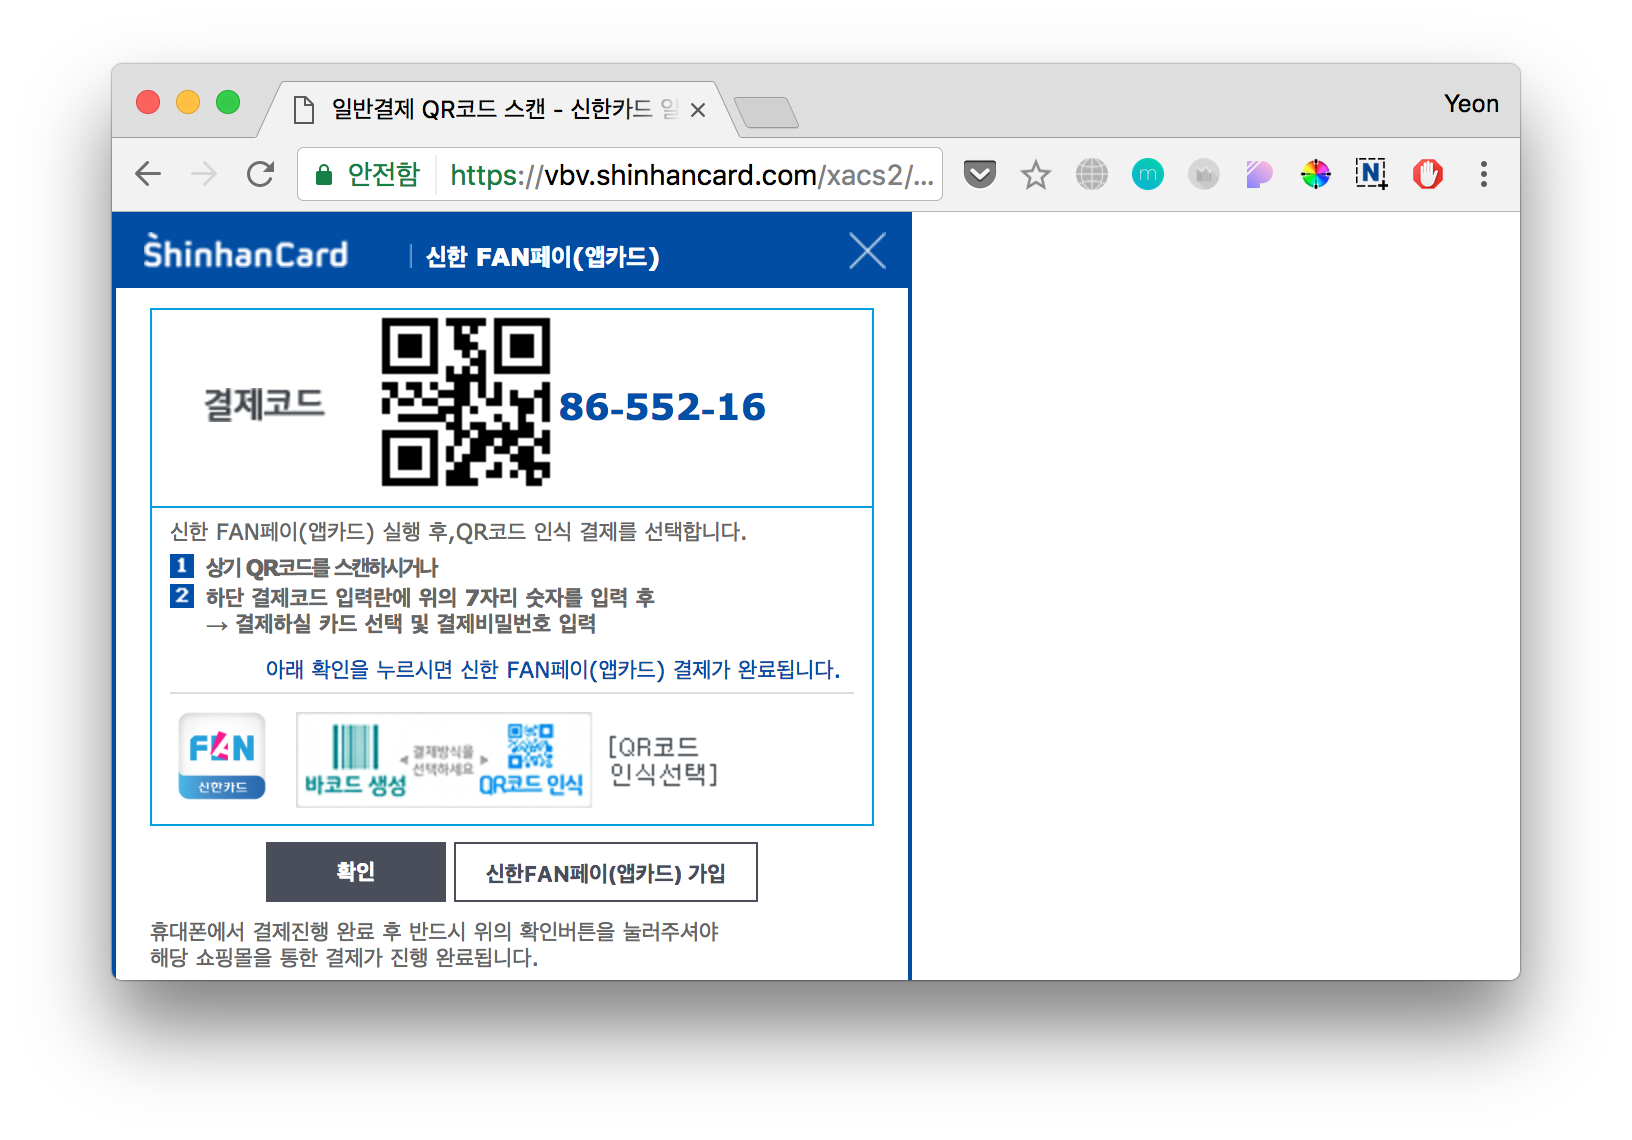 일반결제 QR코드 스캔 - 신한카드 일
Yeon
안전함 https://vbv.shinhancard.com/xacs2/...
ShinhanCard 신한 FAN페이(앱카드)
결제코드 86-552-16
신한 FAN페이(앱카드) 실행 후,QR코드 인식 결제를 선택합니다.
1 상기 QR코드를 스캔하시거나
2 하단 결제코드 입력란에 위의 7자리 숫자를 입력 후
→ 결제하실 카드 선택 및 결제비밀번호 입력
아래 확인을 누르시면 신한 FAN페이(앱카드) 결제가 완료됩니다.
FAN
신한카드
바코드 생성
결제방식을
선택하세요
QR코드 인식
[QR코드
인식선택]
확인
신한FAN페이(앱카드) 가입
휴대폰에서 결제진행 완료 후 반드시 위의 확인버튼을 눌러주셔야
해당 쇼핑몰을 통한 결제가 진행 완료됩니다.